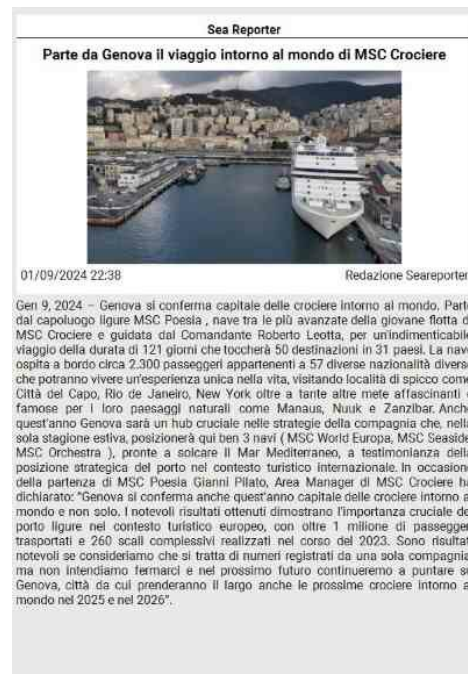 Sea Reporter
Parte da Genova il viaggio intorno al mondo di MSC Crociere
01/09/2024 22:38 Redazione Seareporter
Gen 9, 2024 – Genova si conferma capitale delle crociere intorno al mondo. Parte
dal capoluogo ligure MSC Poesia , nave tra le più avanzate della giovane flotta d
MSC Crociere e guidata dal Comandante Roberto Leotta, per un'indimenticabile
viaggio della durata di 121 giorni che toccherà 50 destinazioni in 31 paesi. La nave
ospita a bordo circa 2.300 passeggeri appartenenti a 57 diverse nazionalità diverse
che potranno vivere un'esperienza unica nella vita, visitando località di spicco come
Città del Capo, Rio de Janeiro, New York oltre a tante altre mete affascinanti e
famose per i loro paesaggi naturali come Manaus, Nuuk e Zanzibar. Anche
quest'anno Genova sarà un hub cruciale nelle strategie della compagnia che, nella
sola stagione estiva, posizionerà qui ben 3 navi ( MSC World Europa, MSC Seaside
MSC Orchestra ), pronte a solcare il Mar Mediterraneo, a testimonianza della
posizione strategica del porto nel contesto turistico internazionale. In occasione
della partenza di MSC Poesia Gianni Pilato, Area Manager di MSC Crociere ha
dichiarato: "Genova si conferma anche quest'anno capitale delle crociere intorno a
mondo e non solo. I notevoli risultati ottenuti dimostrano l'importanza cruciale de
porto ligure nel contesto turistico europeo, con oltre 1 milione di passegger
trasportati e 260 scali complessivi realizzati nel corso del 2023. Sono risultat
notevoli se consideriamo che si tratta di numeri registrati da una sola compagnia
ma non intendiamo fermarci e nel prossimo futuro continueremo a puntare su
Genova, città da cui prenderanno il largo anche le prossime crociere intorno a
mondo nel 2025 e nel 2026".